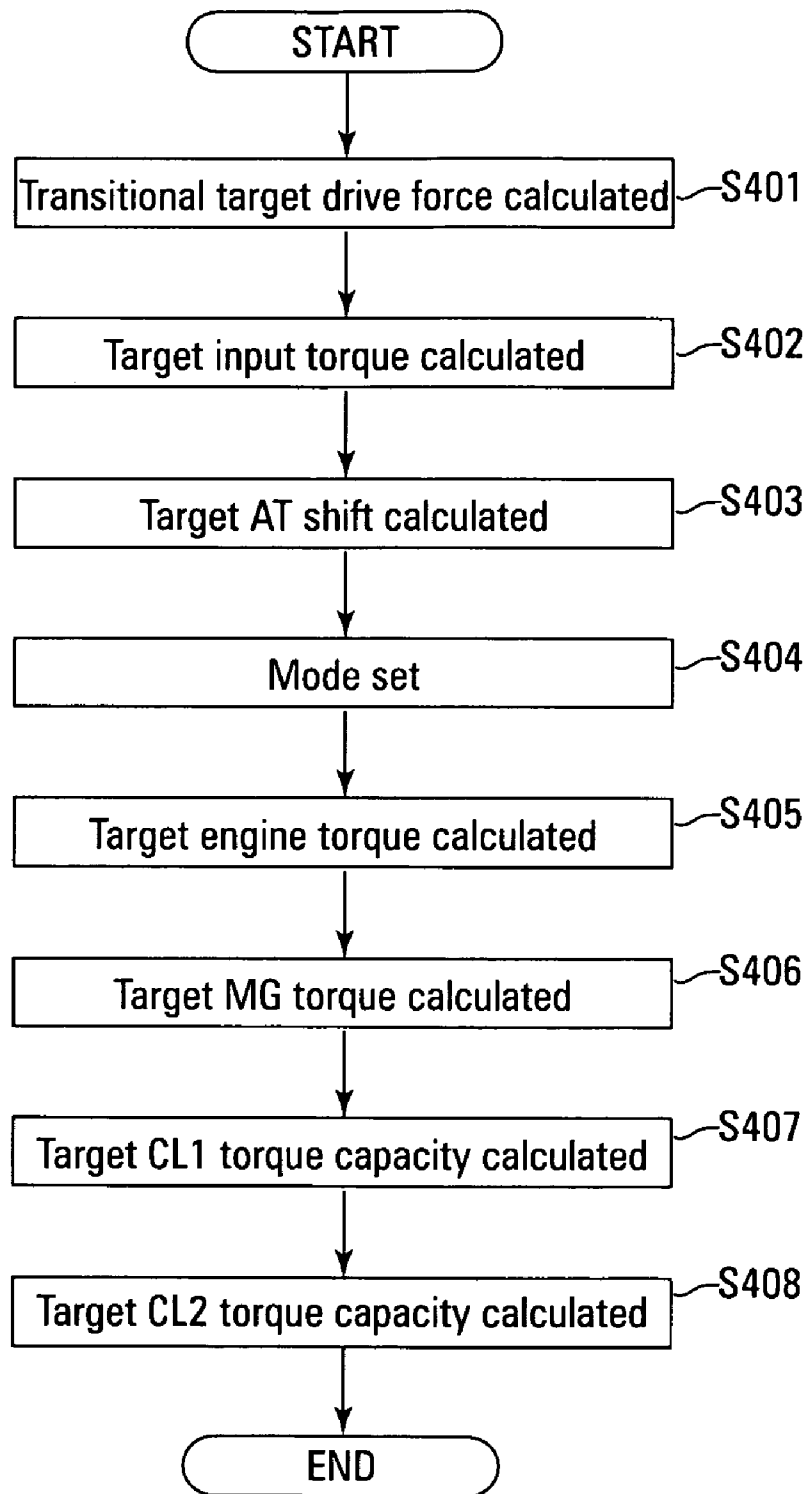 START
Transitional target drive force calculated
S401
Target input torque calculated
S402
Target AT shift calculated
S403
Mode set
S404
Target engine torque calculated
S405
Target MG torque calculated
S406
Target CL1 torque capacity calculated
S407
Target CL2 torque capacity calculated
S408
END